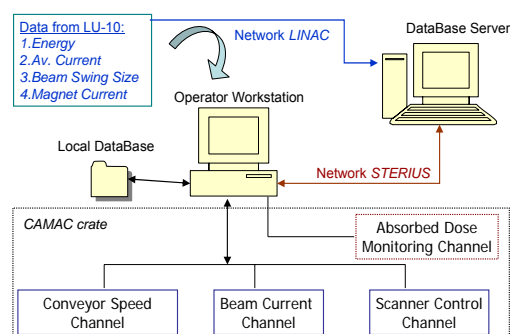 Data from LU-10:
1.Energy
2.Av. Current
3.Beam Swing Size
4.Magnet Current
Network LINAC
DataBase Server
Operator Workstation
Local DataBase
Network STERIUS
CAMAC crate
Absorbed Dose
Monitoring Channel
Conveyor Speed
Channel
Beam Current
Channel
Scanner Control
Channel